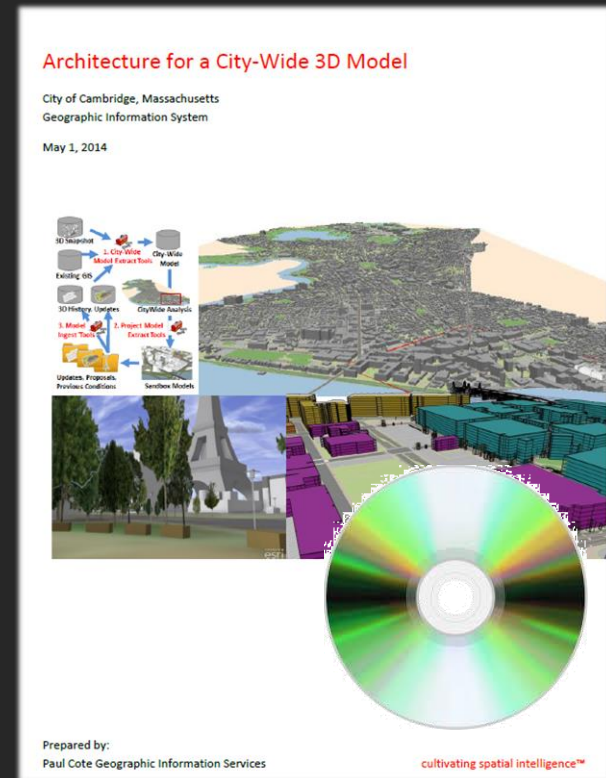 Architecture for a City-Wide 3D Model
City of Cambridge, Massachusetts
Geographic Information System
May 1, 2014
3D Snapshot
1. City-Wide
Model Extract Tools
City-Wide
Model
Existing GIS
3D History, Updates
CityWide Analysis
3. Model
Ingest Tools
2. Project Model
Extract Tools
Updates, Proposals,
Previous Conditions
Sandbox Models
esri
Prepared by:
Paul Cote Geographic Information Services
cultivating spatial intelligence™